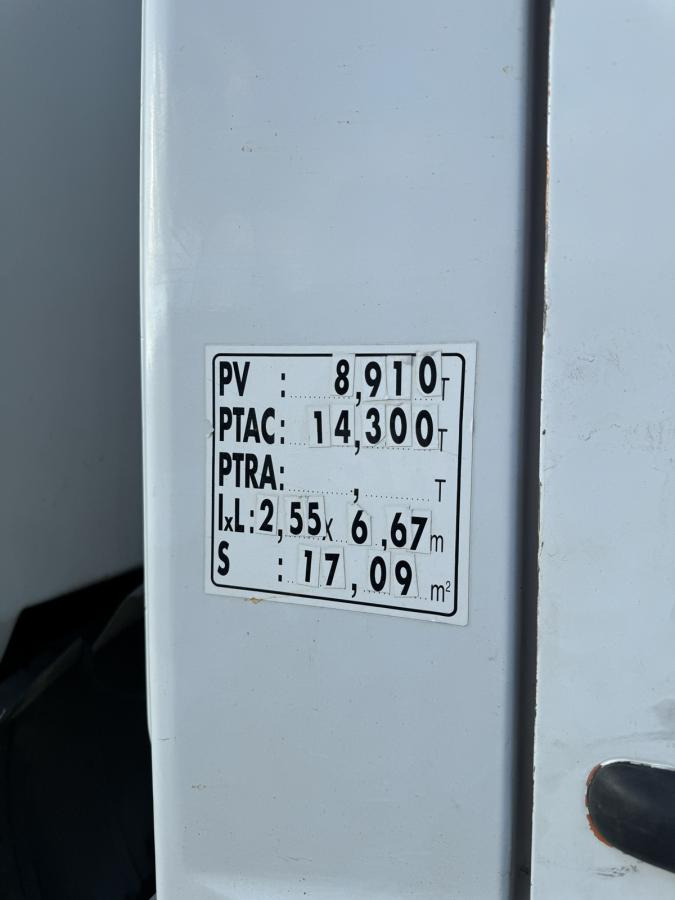 PV : 8,910 T
PTAC : 14,300 T
PTRA : , T
lxL : 2,55 x 6,67 m
S : 17,09 m²